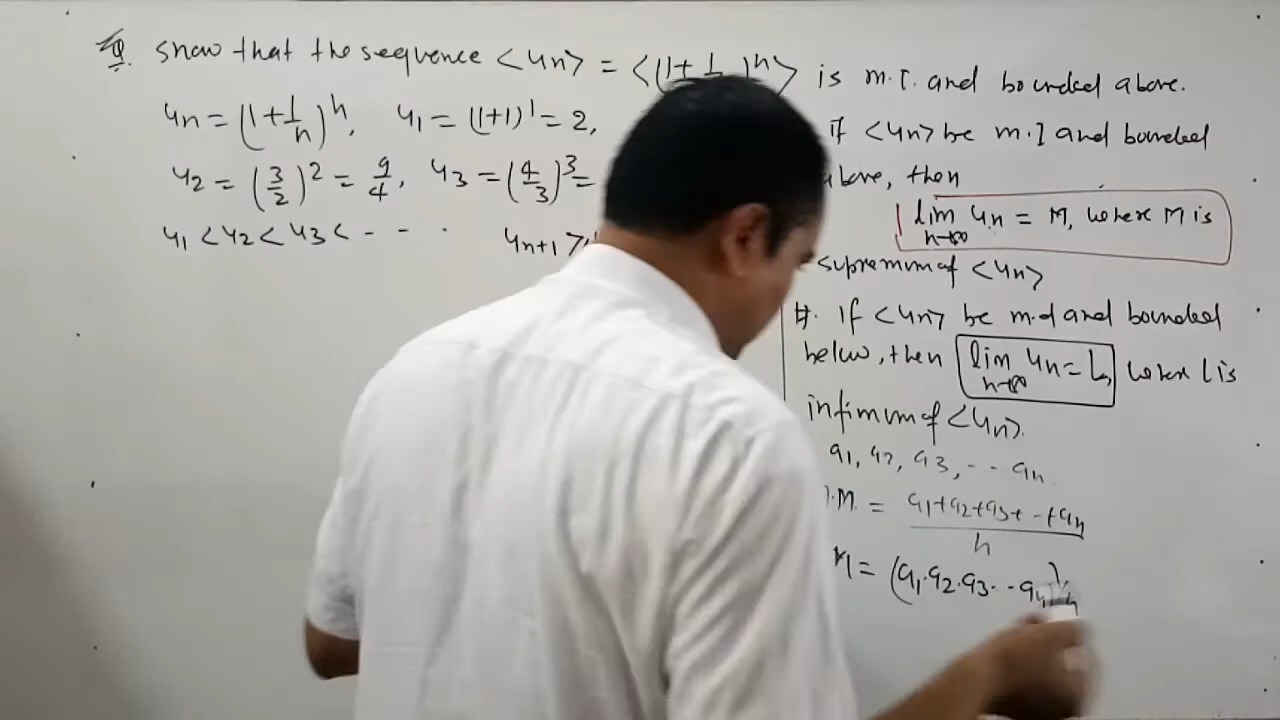 Q. show that the sequence <un> = <(1+1/n)^n> is m.I. and bounded above.
un = (1+1/n)^n, u1 = (1+1)^1 = 2,
u2 = (3/2)^2 = 9/4, u3 = (4/3)^3 =
u1 < u2 < u3 < - - - . un+1 >
if <un> be m.I and bounded
above, then
lim n→∞ un = M, where M is
supremum of <un>
#. If <un> be m.d and bounded
below, then lim n→∞ un = l, where l is
infimum of <un>.
a1, a2, a3, - - - an
.M. = a1+a2+a3+ - +an / n
M = (a1.a2.a3. - - an)^1/n